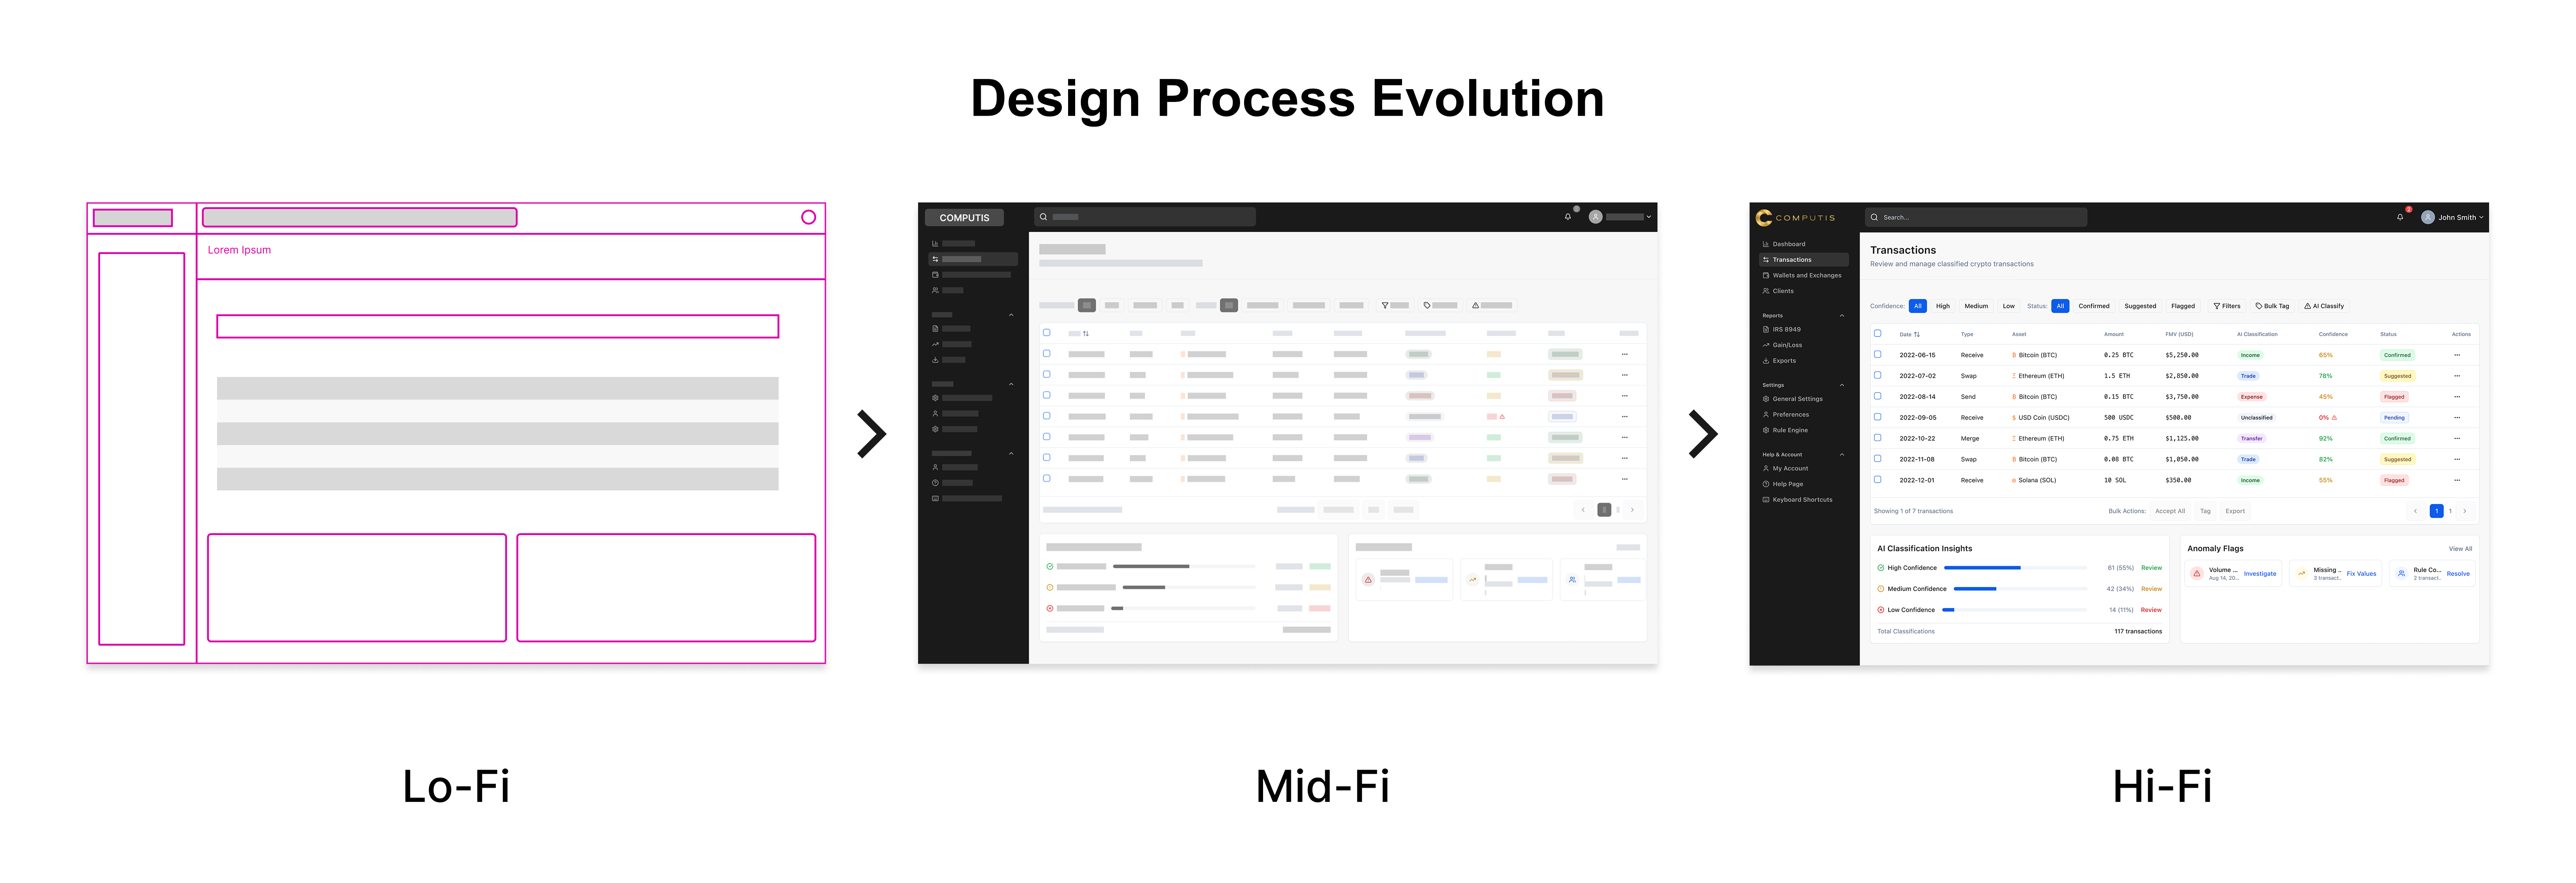 Design Process Evolution
Lorem Ipsum
Lo-Fi
COMPUTIS
Mid-Fi
COMPUTIS
Search...
2
John Smith
Dashboard
Transactions
Wallets and Exchanges
Clients
Reports
IRS 8949
Gain/Loss
Exports
Settings
General Settings
Preferences
Rule Engine
Help & Account
My Account
Help Page
Keyboard Shortcuts
Transactions
Review and manage classified crypto transactions
Confidence: All High Medium Low Status: All Confirmed Suggested Flagged Filters Bulk Tag AI Classify
Date Type Asset Amount FMV (USD) AI Classification Confidence Status Actions
2022-06-15 Receive Bitcoin (BTC) 0.25 BTC $5,250.00 Income 65% Confirmed
2022-07-02 Swap Ethereum (ETH) 1.5 ETH $2,850.00 Trade 78% Suggested
2022-08-14 Send Bitcoin (BTC) 0.15 BTC $3,750.00 Expense 45% Flagged
2022-09-05 Receive USD Coin (USDC) 500 USDC $500.00 Unclassified 0% Pending
2022-10-22 Merge Ethereum (ETH) 0.75 ETH $1,125.00 Transfer 92% Confirmed
2022-11-08 Swap Bitcoin (BTC) 0.08 BTC $1,050.00 Trade 82% Suggested
2022-12-01 Receive Solana (SOL) 10 SOL $350.00 Income 55% Flagged
Showing 1 of 7 transactions Bulk Actions: Accept All Tag Export 1 1
AI Classification Insights
High Confidence 61 (55%) Review
Medium Confidence 42 (34%) Review
Low Confidence 14 (11%) Review
Total Classifications 117 transactions
Anomaly Flags View All
Volume ... Investigate Missing ... Fix Values Rule Co... Resolve
Aug 14, 20... 3 transact... 2 transact...
Hi-Fi